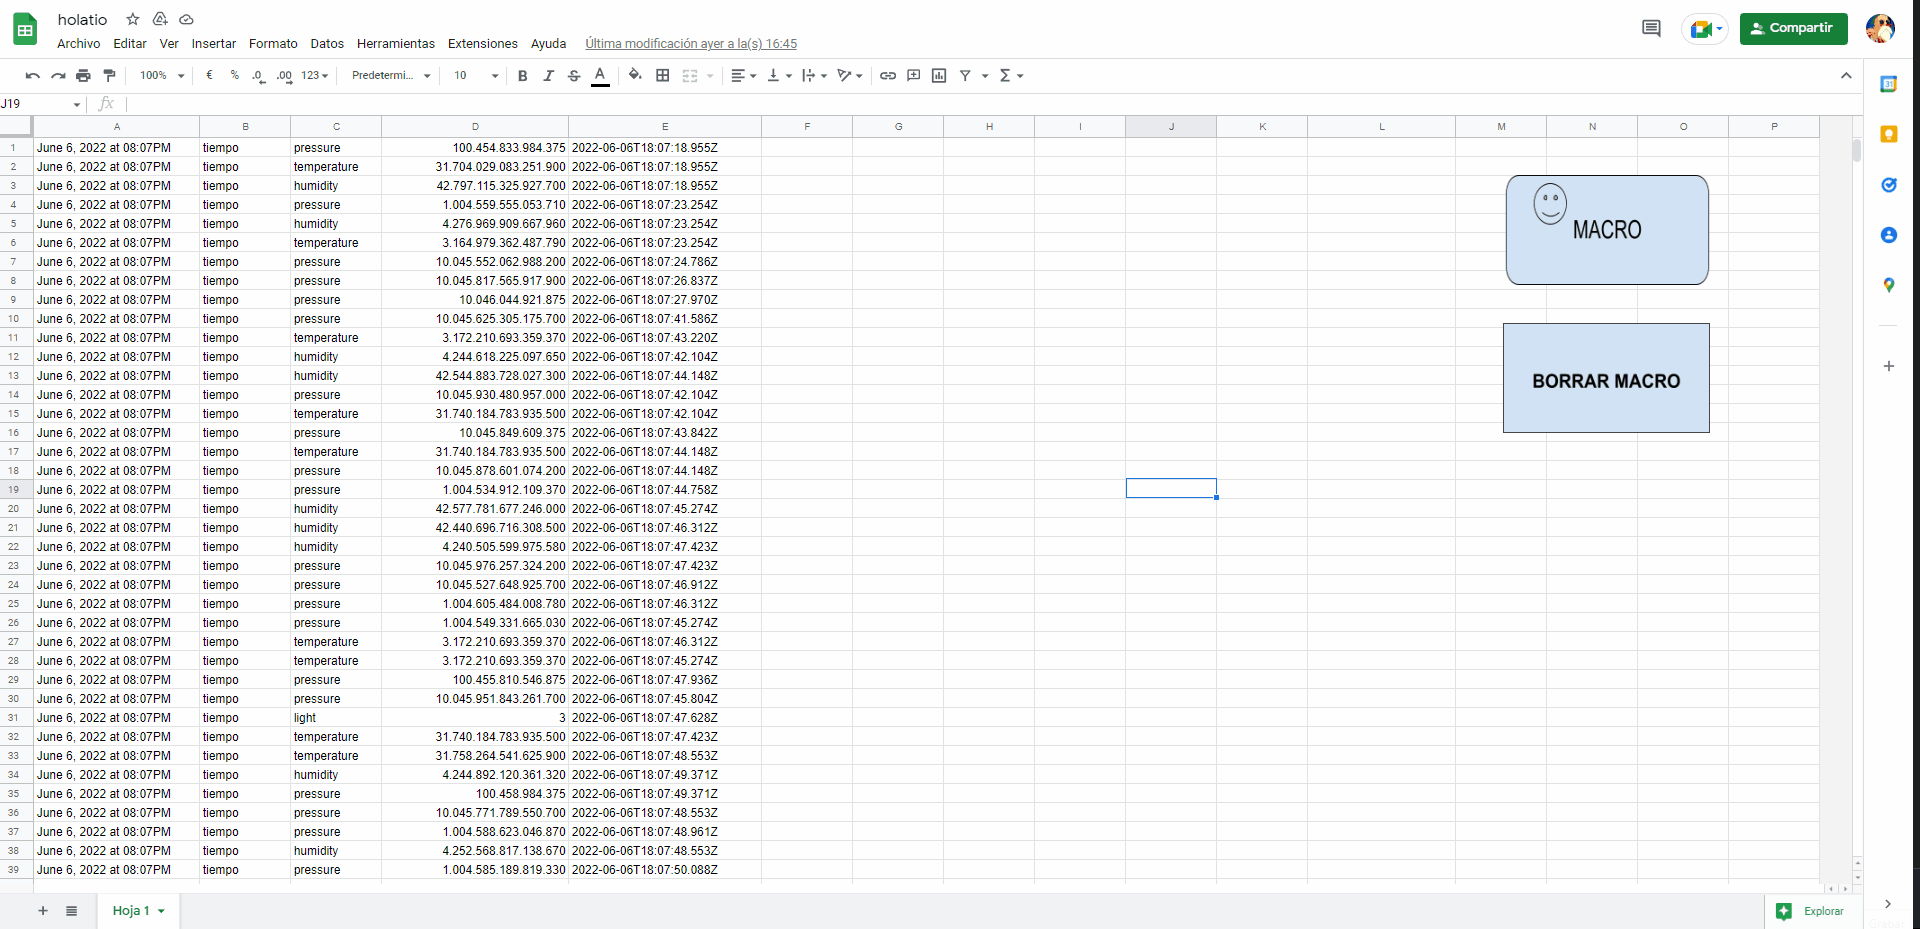 holatio
Archivo Editar Ver Insertar Formato Datos Herramientas Extensiones Ayuda Última modificación ayer a la(s) 16:45
Compartir
100% € % .0 .00 123 Predetermi... 10 B I S A
J19 fx
A B C D E F G H I J K L M N O P
1 June 6, 2022 at 08:07PM tiempo pressure 100.454.833.984.375 2022-06-06T18:07:18.955Z
2 June 6, 2022 at 08:07PM tiempo temperature 31.704.029.083.251.900 2022-06-06T18:07:18.955Z
3 June 6, 2022 at 08:07PM tiempo humidity 42.797.115.325.927.700 2022-06-06T18:07:18.955Z
4 June 6, 2022 at 08:07PM tiempo pressure 1.004.559.555.053.710 2022-06-06T18:07:23.254Z
5 June 6, 2022 at 08:07PM tiempo humidity 4.276.969.909.667.960 2022-06-06T18:07:23.254Z
6 June 6, 2022 at 08:07PM tiempo temperature 3.164.979.362.487.790 2022-06-06T18:07:23.254Z
7 June 6, 2022 at 08:07PM tiempo pressure 10.045.552.062.988.200 2022-06-06T18:07:24.786Z
8 June 6, 2022 at 08:07PM tiempo pressure 10.045.817.565.917.900 2022-06-06T18:07:26.837Z
9 June 6, 2022 at 08:07PM tiempo pressure 10.046.044.921.875 2022-06-06T18:07:27.970Z
10 June 6, 2022 at 08:07PM tiempo pressure 10.045.625.305.175.700 2022-06-06T18:07:41.586Z
11 June 6, 2022 at 08:07PM tiempo temperature 3.172.210.693.359.370 2022-06-06T18:07:43.220Z
12 June 6, 2022 at 08:07PM tiempo humidity 4.244.618.225.097.650 2022-06-06T18:07:42.104Z
13 June 6, 2022 at 08:07PM tiempo humidity 42.544.883.728.027.300 2022-06-06T18:07:44.148Z
14 June 6, 2022 at 08:07PM tiempo pressure 10.045.930.480.957.000 2022-06-06T18:07:42.104Z
15 June 6, 2022 at 08:07PM tiempo temperature 31.740.184.783.935.500 2022-06-06T18:07:42.104Z
16 June 6, 2022 at 08:07PM tiempo pressure 10.045.849.609.375 2022-06-06T18:07:43.842Z
17 June 6, 2022 at 08:07PM tiempo temperature 31.740.184.783.935.500 2022-06-06T18:07:44.148Z
18 June 6, 2022 at 08:07PM tiempo pressure 10.045.878.601.074.200 2022-06-06T18:07:44.148Z
19 June 6, 2022 at 08:07PM tiempo pressure 1.004.534.912.109.370 2022-06-06T18:07:44.758Z
20 June 6, 2022 at 08:07PM tiempo humidity 42.577.781.677.246.000 2022-06-06T18:07:45.274Z
21 June 6, 2022 at 08:07PM tiempo humidity 42.440.696.716.308.500 2022-06-06T18:07:46.312Z
22 June 6, 2022 at 08:07PM tiempo humidity 4.240.505.599.975.580 2022-06-06T18:07:47.423Z
23 June 6, 2022 at 08:07PM tiempo pressure 10.045.976.257.324.200 2022-06-06T18:07:47.423Z
24 June 6, 2022 at 08:07PM tiempo pressure 10.045.527.648.925.700 2022-06-06T18:07:46.912Z
25 June 6, 2022 at 08:07PM tiempo pressure 1.004.605.484.008.780 2022-06-06T18:07:46.312Z
26 June 6, 2022 at 08:07PM tiempo pressure 1.004.549.331.665.030 2022-06-06T18:07:45.274Z
27 June 6, 2022 at 08:07PM tiempo temperature 3.172.210.693.359.370 2022-06-06T18:07:46.312Z
28 June 6, 2022 at 08:07PM tiempo temperature 3.172.210.693.359.370 2022-06-06T18:07:45.274Z
29 June 6, 2022 at 08:07PM tiempo pressure 100.455.810.546.875 2022-06-06T18:07:47.936Z
30 June 6, 2022 at 08:07PM tiempo pressure 10.045.951.843.261.700 2022-06-06T18:07:45.804Z
31 June 6, 2022 at 08:07PM tiempo light 3 2022-06-06T18:07:47.628Z
32 June 6, 2022 at 08:07PM tiempo temperature 31.740.184.783.935.500 2022-06-06T18:07:47.423Z
33 June 6, 2022 at 08:07PM tiempo temperature 31.758.264.541.625.900 2022-06-06T18:07:48.553Z
34 June 6, 2022 at 08:07PM tiempo humidity 4.244.892.120.361.320 2022-06-06T18:07:49.371Z
35 June 6, 2022 at 08:07PM tiempo pressure 100.458.984.375 2022-06-06T18:07:49.371Z
36 June 6, 2022 at 08:07PM tiempo pressure 10.045.771.789.550.700 2022-06-06T18:07:48.553Z
37 June 6, 2022 at 08:07PM tiempo pressure 1.004.588.623.046.870 2022-06-06T18:07:48.961Z
38 June 6, 2022 at 08:07PM tiempo humidity 4.252.568.817.138.670 2022-06-06T18:07:48.553Z
39 June 6, 2022 at 08:07PM tiempo pressure 1.004.585.189.819.330 2022-06-06T18:07:50.088Z
MACRO
BORRAR MACRO
Hoja 1
Explorar